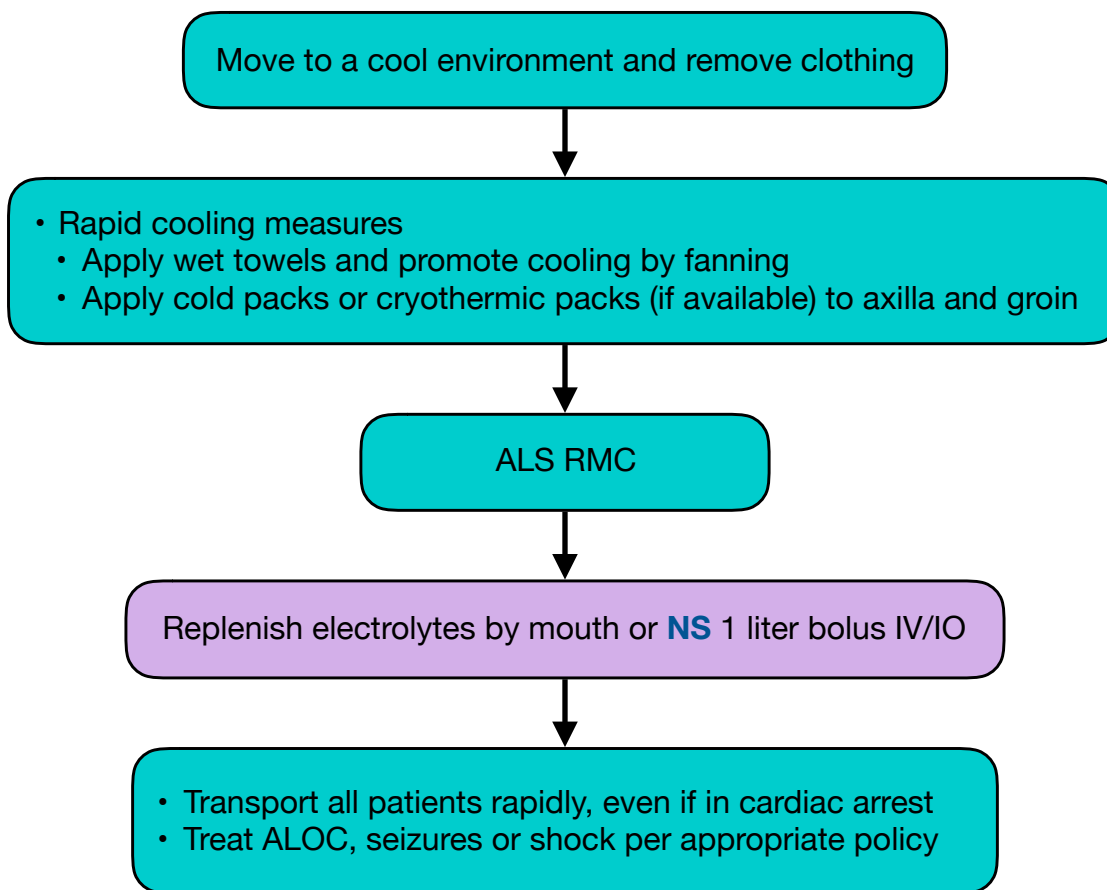 Move to a cool environment and remove clothing
• Rapid cooling measures
• Apply wet towels and promote cooling by fanning
• Apply cold packs or cryothermic packs (if available) to axilla and groin
ALS RMC
Replenish electrolytes by mouth or NS 1 liter bolus IV/IO
• Transport all patients rapidly, even if in cardiac arrest
• Treat ALOC, seizures or shock per appropriate policy